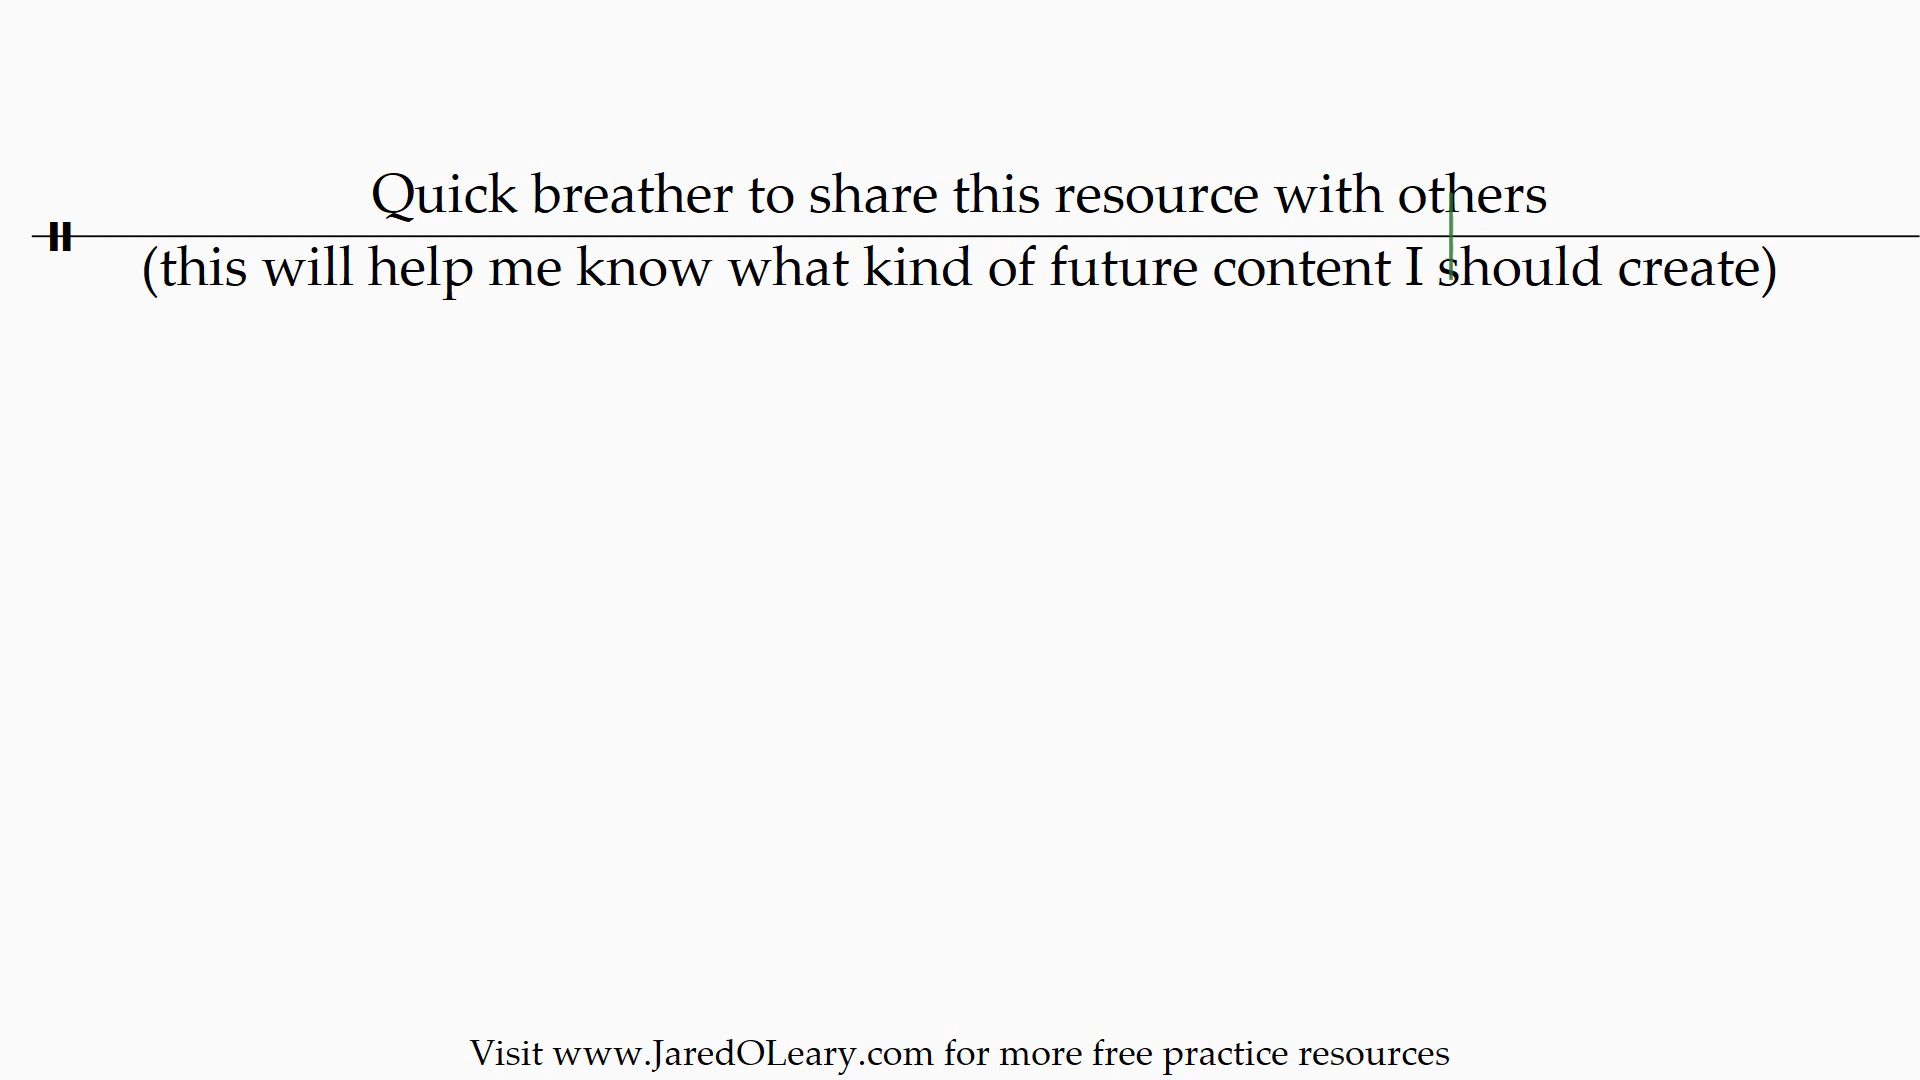 Quick breather to share this resource with others
(this will help me know what kind of future content I should create)
Visit www.JaredOLeary.com for more free practice resources